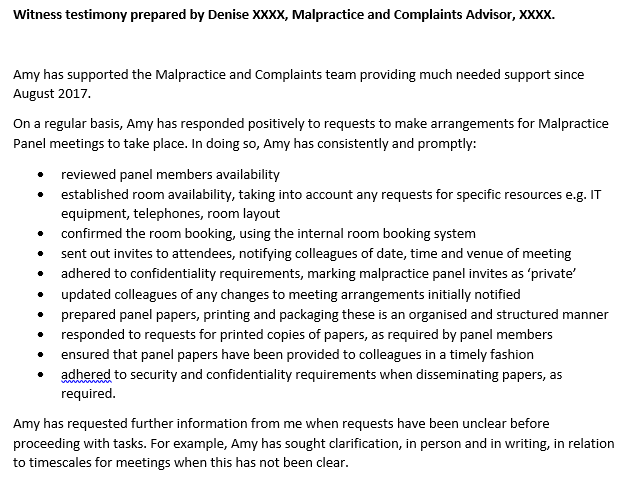 Witness testimony prepared by Denise XXXX, Malpractice and Complaints Advisor, XXXX.
Amy has supported the Malpractice and Complaints team providing much needed support since
August 2017.
On a regular basis, Amy has responded positively to requests to make arrangements for Malpractice
Panel meetings to take place. In doing so, Amy has consistently and promptly:
• reviewed panel members availability
• established room availability, taking into account any requests for specific resources e.g. IT
equipment, telephones, room layout
• confirmed the room booking, using the internal room booking system
• sent out invites to attendees, notifying colleagues of date, time and venue of meeting
• adhered to confidentiality requirements, marking malpractice panel invites as ‘private’
• updated colleagues of any changes to meeting arrangements initially notified
• prepared panel papers, printing and packaging these is an organised and structured manner
• responded to requests for printed copies of papers, as required by panel members
• ensured that panel papers have been provided to colleagues in a timely fashion
• adhered to security and confidentiality requirements when disseminating papers, as
required.
Amy has requested further information from me when requests have been unclear before
proceeding with tasks. For example, Amy has sought clarification, in person and in writing, in relation
to timescales for meetings when this has not been clear.